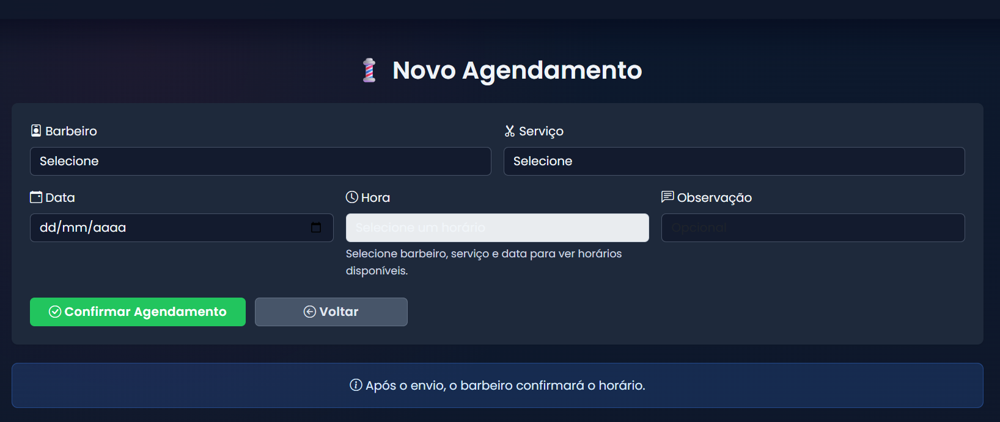 Novo Agendamento
Barbeiro
Serviço
Selecione
Selecione
Data
Hora
Observação
dd/mm/aaaa
Selecione um horário
Opcional
Selecione barbeiro, serviço e data para ver horários
disponíveis.
Confirmar Agendamento
Voltar
Após o envio, o barbeiro confirmará o horário.